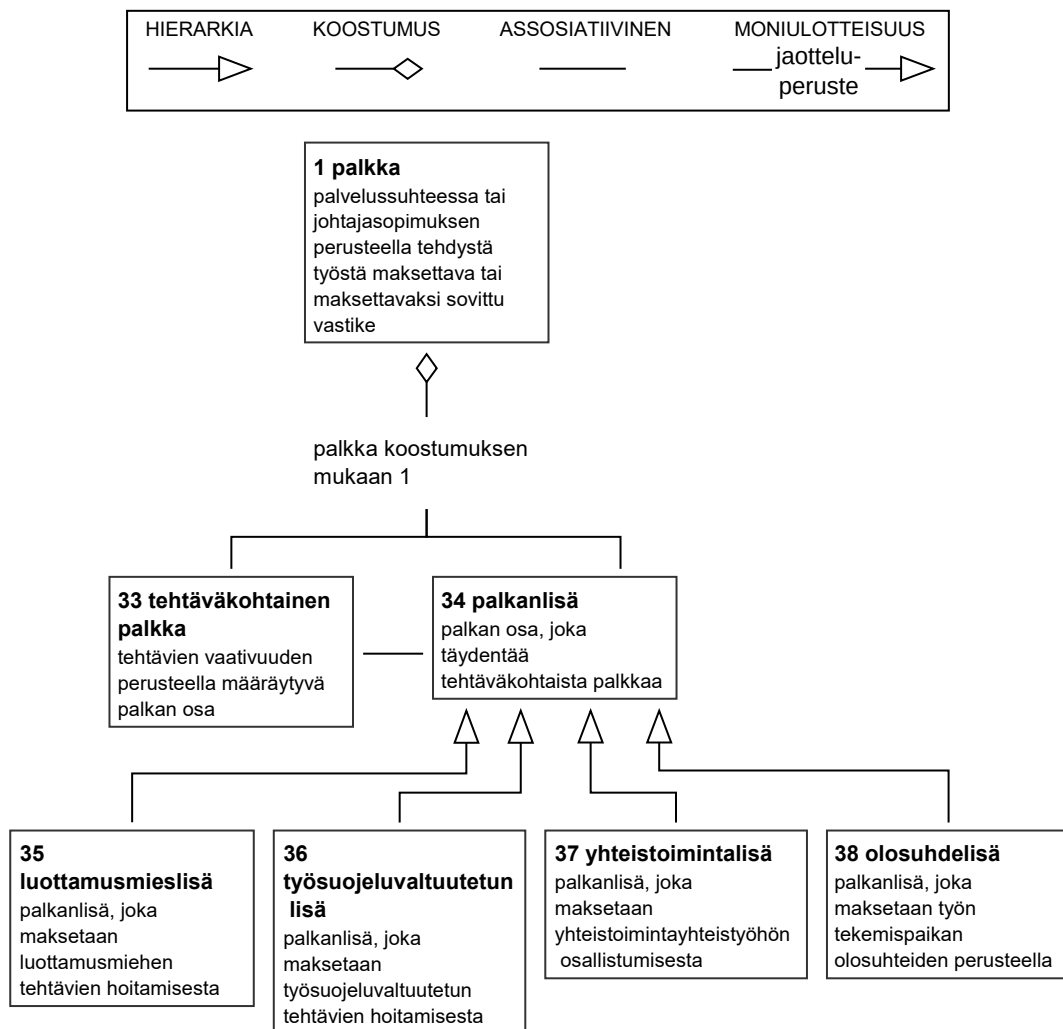 HIERARKIA
KOOSTUMUS
ASSOSIATIIVINEN
MONIULOTTEISUUS
jaottelu-
peruste
1 palkka
palvelussuhteessa tai
johtajasopimuksen
perusteella tehdystä
työstä maksettava tai
maksettavaksi sovittu
vastike
palkka koostumuksen
mukaan 1
33 tehtäväkohtainen
palkka
tehtävien vaativuuden
perusteella määräytyvä
palkan osa
34 palkanlisä
palkan osa, joka
täydentää
tehtäväkohtaista palkkaa
35
luottamusmieslisä
palkanlisä, joka
maksetaan
luottamusmiehen
tehtävien hoitamisesta
36
työsuojeluvaltuutetun
lisä
palkanlisä, joka
maksetaan
työsuojeluvaltuutetun
tehtävien hoitamisesta
37 yhteistoimintalisä
palkanlisä, joka
maksetaan
yhteistoimintayhteistyöhön
osallistumisesta
38 olosuhdelisä
palkanlisä, joka
maksetaan työn
tekemispaikan
olosuhteiden perusteella